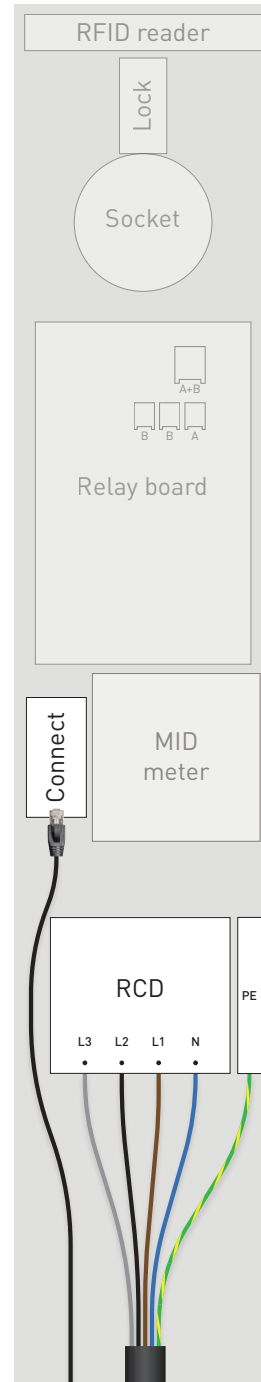 RFID reader
Lock
Socket
A+B
B B A
Relay board
Connect
MID
meter
RCD
PE
L3 L2 L1 N